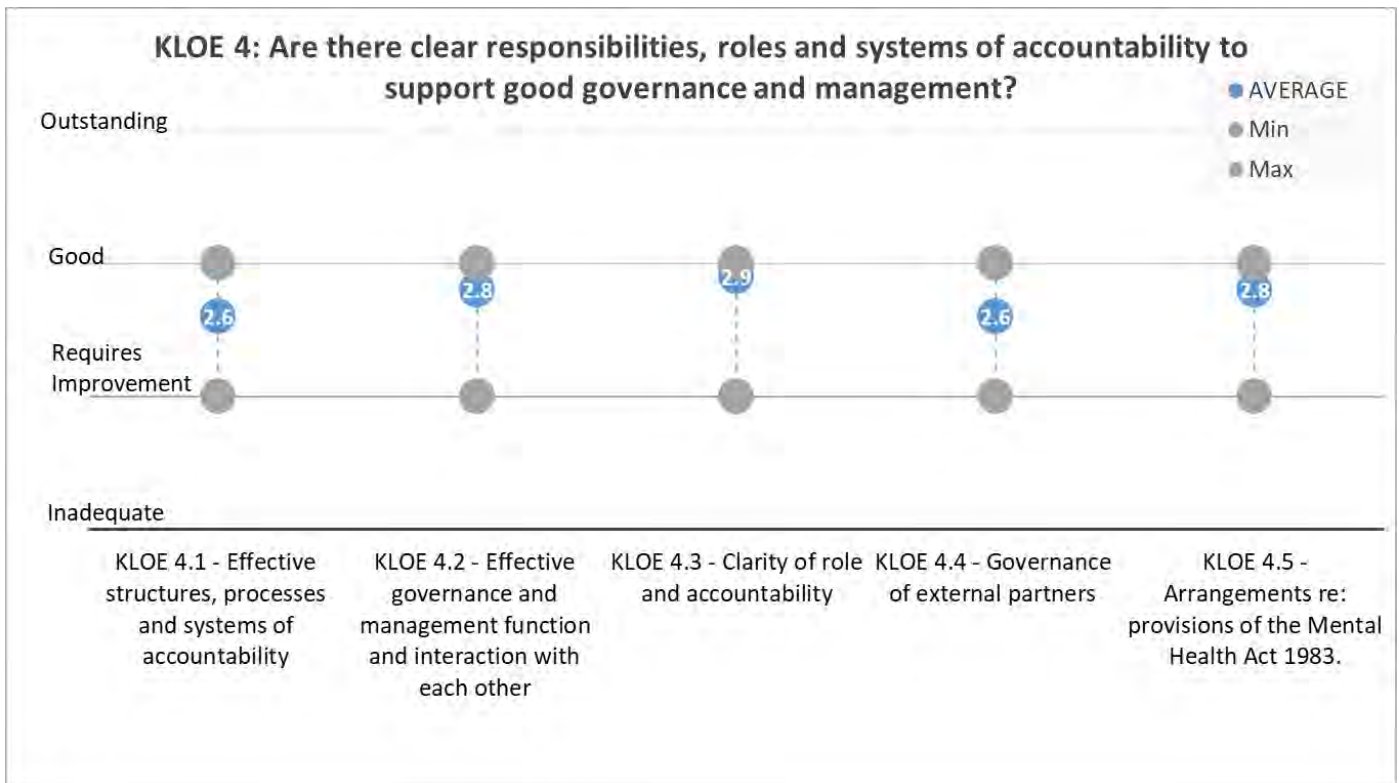 KLOE 4: Are there clear responsibilities, roles and systems of accountability to
support good governance and management?
AVERAGE
Min
Max
Outstanding
Good
Requires
Improvement
Inadequate
2.6
2.8
2.9
2.6
2.8
KLOE 4.1 - Effective
structures, processes
and systems of
accountability
KLOE 4.2 - Effective
governance and
management function
and interaction with
each other
KLOE 4.3 - Clarity of role
and accountability
KLOE 4.4 - Governance
of external partners
KLOE 4.5 -
Arrangements re:
provisions of the Mental
Health Act 1983.